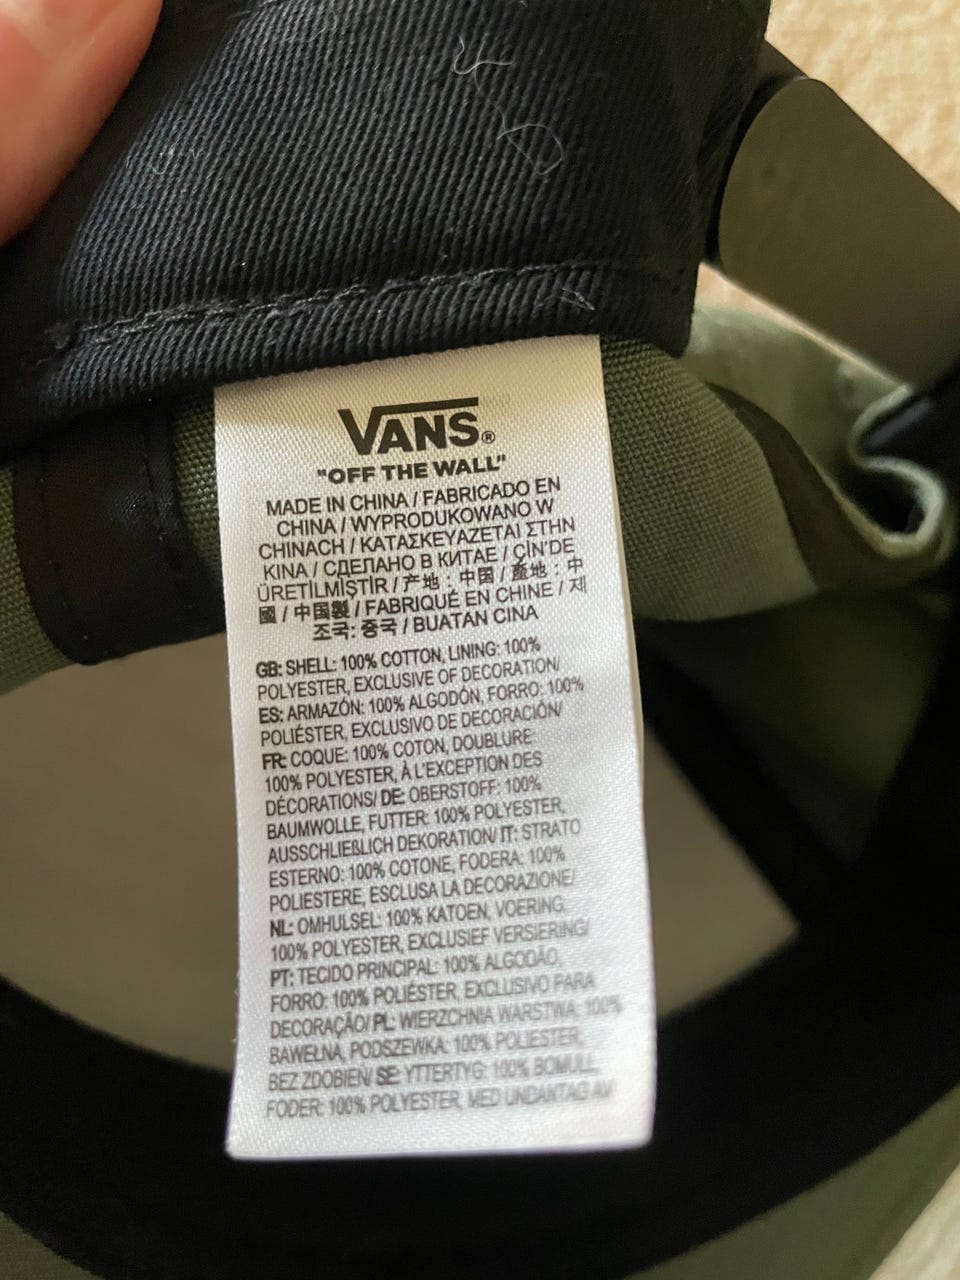 VANS®
"OFF THE WALL"
MADE IN CHINA / FABRICADO EN
CHINA / WYPRODUKOWANO W
CHINACH / ΚΑΤΑΣΚΕΥΑΖΕΤΑΙ ΣΤΗΝ
ΚΙΝΑ / СДЕЛАНО В КИТАЕ / ÇİN'DE
ÜRETİLMİŞTİR / 产地 : 中国 / 產地 : 中
國 / 中国製 / FABRIQUÉ EN CHINE / 제
조국: 중국 / BUATAN CINA
GB: SHELL: 100% COTTON, LINING: 100%
POLYESTER, EXCLUSIVE OF DECORATION/
ES: ARMAZÓN: 100% ALGODÓN, FORRO: 100%
POLIÉSTER, EXCLUSIVO DE DECORACIÓN/
FR: COQUE: 100% COTON, DOUBLURE:
100% POLYESTER, À L'EXCEPTION DES
DÉCORATIONS/ DE: OBERSTOFF: 100%
BAUMWOLLE, FUTTER: 100% POLYESTER,
AUSSCHLIEßLICH DEKORATION/ IT: STRATO
ESTERNO: 100% COTONE, FODERA: 100%
POLIESTERE, ESCLUSA LA DECORAZIONE/
NL: OMHULSEL: 100% KATOEN, VOERING:
100% POLYESTER, EXCLUSIEF VERSIERING/
PT: TECIDO PRINCIPAL: 100% ALGODÃO,
FORRO: 100% POLIÉSTER, EXCLUSIVO PARA
DECORAÇÃO/ PL: WIERZCHNIA WARSTWA: 100%
BAWEŁNA, PODSZEWKA: 100% POLIESTER,
BEZ ZDOBIEŃ/ SE: YTTERTYG: 100% BOMULL,
FODER: 100% POLYESTER, MED UNDANTAG AV